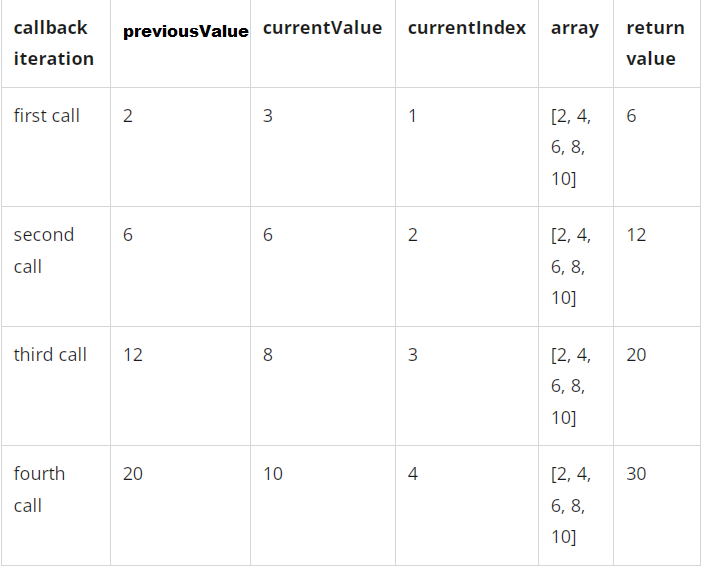 callback iteration previousValue currentValue currentIndex array return value
first call 2 3 1 [2, 4, 6, 8, 10] 6
second call 6 6 2 [2, 4, 6, 8, 10] 12
third call 12 8 3 [2, 4, 6, 8, 10] 20
fourth call 20 10 4 [2, 4, 6, 8, 10] 30